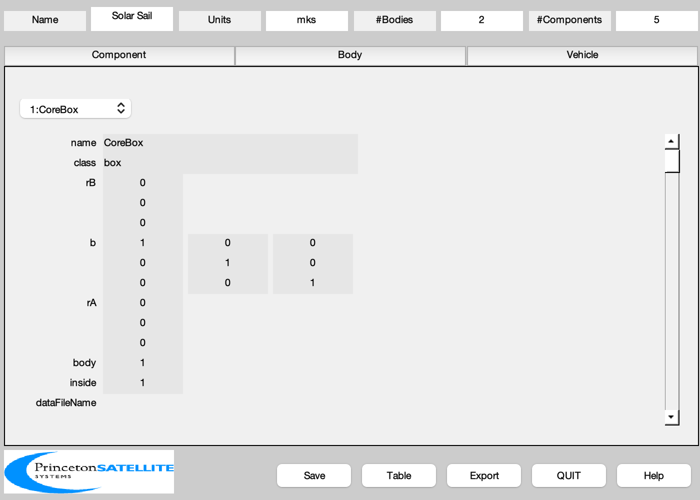 Name Solar Sail Units mks #Bodies 2 #Components 5
Component Body Vehicle
1:CoreBox
name CoreBox
class box
rB 0
0
0
b 1 0 0
0 1 0
0 0 1
rA 0
0
0
body 1
inside 1
dataFileName
PrincetonSATELLITE
SYSTEMS
Save Table Export QUIT Help